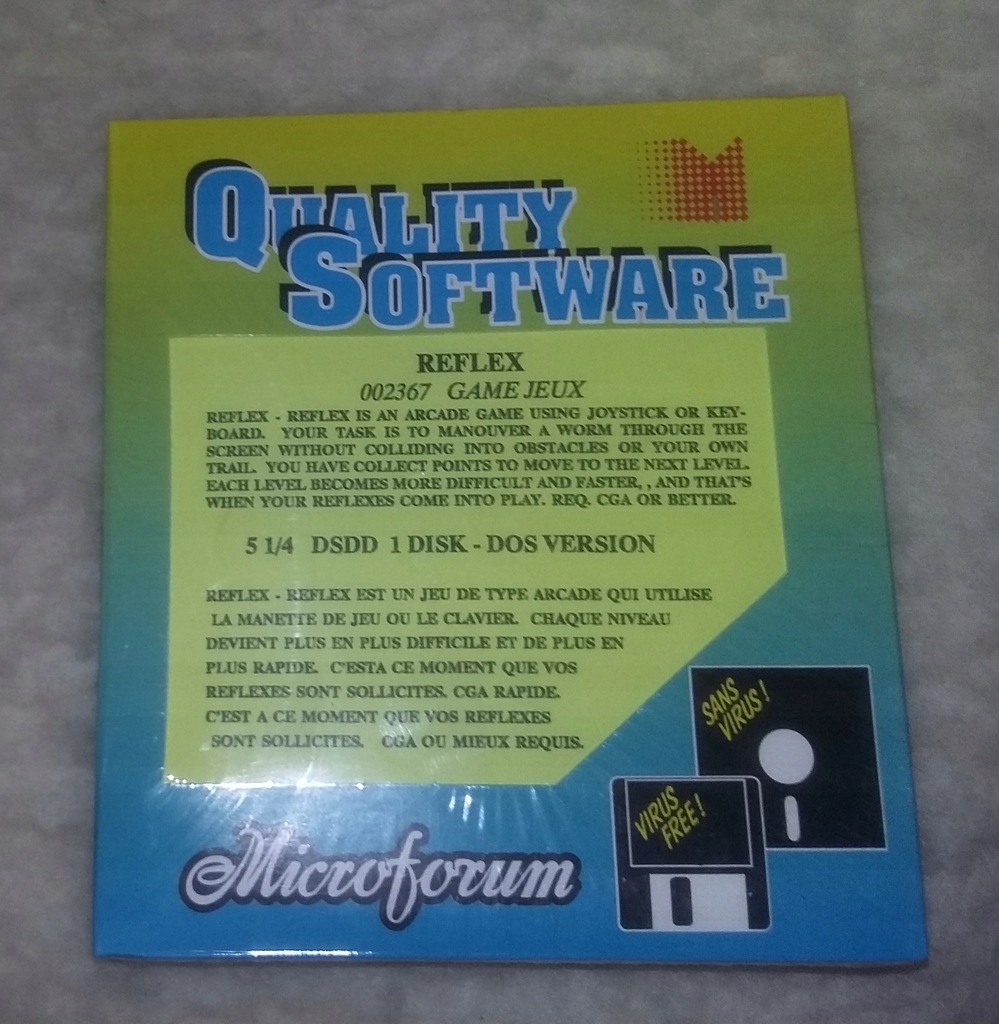 QUALITY
SOFTWARE
REFLEX
002367 GAME JEUX
REFLEX - REFLEX IS AN ARCADE GAME USING JOYSTICK OR KEY-
BOARD. YOUR TASK IS TO MANOUVER A WORM THROUGH THE
SCREEN WITHOUT COLLIDING INTO OBSTACLES OR YOUR OWN
TRAIL. YOU HAVE COLLECT POINTS TO MOVE TO THE NEXT LEVEL.
EACH LEVEL BECOMES MORE DIFFICULT AND FASTER, , AND THAT'S
WHEN YOUR REFLEXES COME INTO PLAY. REQ. CGA OR BETTER.
5 1/4 DSDD 1 DISK - DOS VERSION
REFLEX - REFLEX EST UN JEU DE TYPE ARCADE QUI UTILISE
LA MANETTE DE JEU OU LE CLAVIER. CHAQUE NIVEAU
DEVIENT PLUS EN PLUS DIFFICILE ET DE PLUS EN
PLUS RAPIDE. C'ESTA CE MOMENT QUE VOS
REFLEXES SONT SOLLICITES. CGA RAPIDE.
C'EST A CE MOMENT QUE VOS REFLEXES
SONT SOLLICITES. CGA OU MIEUX REQUIS.
SANS
VIRUS!
VIRUS
FREE!
Microforum